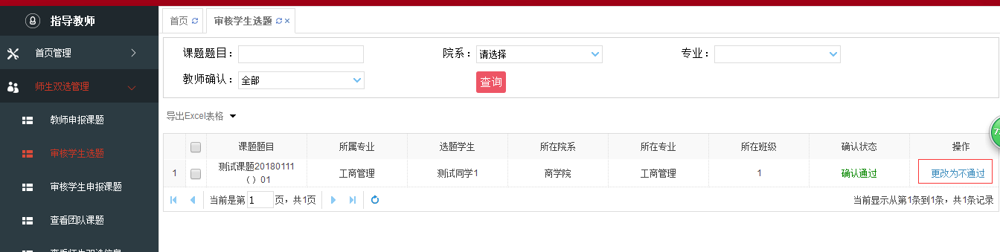 指导教师
首页管理
师生双选管理
教师申报课题
审核学生选题
审核学生申报课题
查看团队课题
查看师生双选信息
首页 审核学生选题
课题题目： 院系： 请选择 专业：
教师确认： 全部 查询
导出Excel表格
课题题目 所属专业 选题学生 所在院系 所在专业 所在班级 确认状态 操作
1 测试课题20180111（）01 工商管理 测试同学1 商学院 工商管理 1 确认通过 更改为不通过
当前是第 1 页，共1页 当前显示从第1条到1条，共1条记录